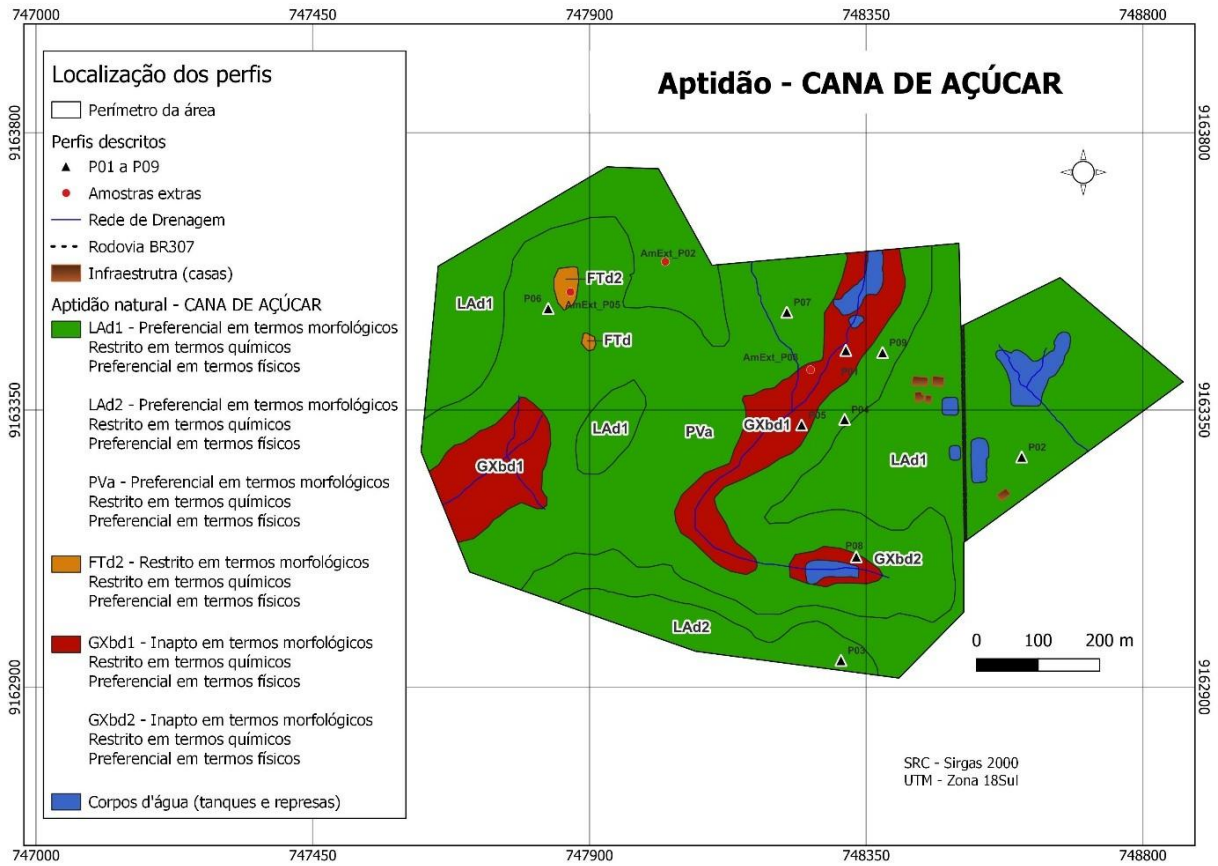 747000
747450
747900
748350
748800
Localização dos perfis
Perímetro da área
Perfis descritos
P01 a P09
Amostras extras
Rede de Drenagem
Rodovia BR307
Infraestrutra (casas)
Aptidão natural - CANA DE AÇÚCAR
LAd1 - Preferencial em termos morfológicos
Restrito em termos químicos
Preferencial em termos físicos
LAd2 - Preferencial em termos morfológicos
Restrito em termos químicos
Preferencial em termos físicos
PVa - Preferencial em termos morfológicos
Restrito em termos químicos
Preferencial em termos físicos
FTd2 - Restrito em termos morfológicos
Restrito em termos químicos
Preferencial em termos físicos
GXbd1 - Inapto em termos morfológicos
Restrito em termos químicos
Preferencial em termos físicos
GXbd2 - Inapto em termos morfológicos
Restrito em termos químicos
Preferencial em termos físicos
Corpos d'água (tanques e represas)
Aptidão - CANA DE AÇÚCAR
9163800
9163800
AmExt_P02
FTd2
LAd1
P06
AmExt_P05
P07
FTd
AmExt_P08
P01
P09
9163350
9163350
LAd1
PVa
GXbd1
P05
P04
LAd1
GXbd1
P02
P08
GXbd2
LAd2
P03
0
100
200 m
9162900
9162900
SRC - Sirgas 2000
UTM - Zona 18Sul
747000
747450
747900
748350
748800